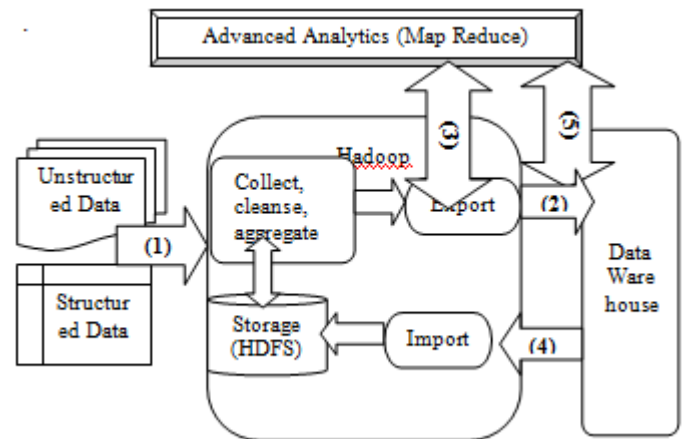 Advanced Analytics (Map Reduce)
(3)
(5)
Hadoop
Unstructur
ed Data
Collect,
cleanse,
aggregate
Export
(1)
(2)
Data
Ware
house
Structur
ed Data
Storage
(HDFS)
Import
(4)